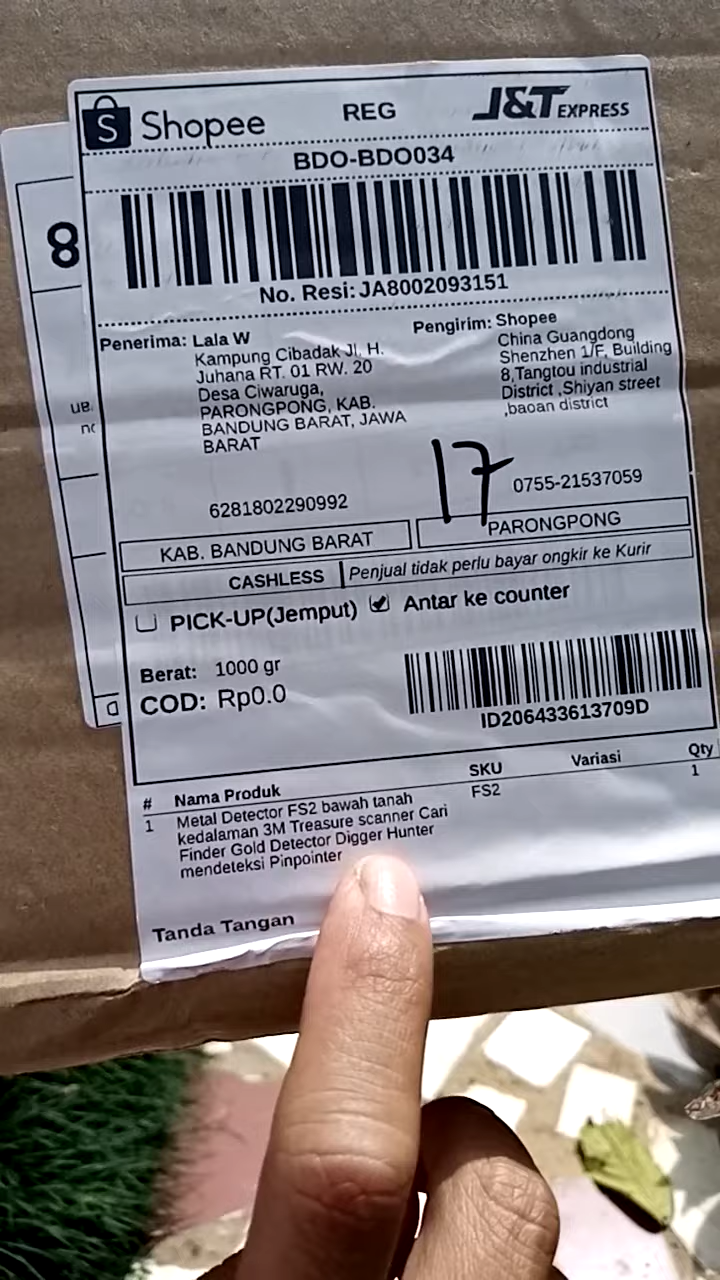 Shopee REG J&T EXPRESS
BDO-BDO034
8
No. Resi: JA8002093151
Penerima: Lala W
Kampung Cibadak Jl. H.
Juhana RT. 01 RW. 20
Desa Ciwaruga,
PARONGPONG, KAB.
BANDUNG BARAT, JAWA
BARAT
6281802290992
Pengirim: Shopee
China Guangdong
Shenzhen 1/F, Building
8,Tangtou industrial
District ,Shiyan street
,baoan district
0755-21537059
17
KAB. BANDUNG BARAT PARONGPONG
CASHLESS Penjual tidak perlu bayar ongkir ke Kurir
PICK-UP(Jemput) Antar ke counter
Berat: 1000 gr
COD: Rp0.0
ID206433613709D
# Nama Produk SKU Variasi Qty
1 Metal Detector FS2 bawah tanah FS2 1
kedalaman 3M Treasure scanner Cari
Finder Gold Detector Digger Hunter
mendeteksi Pinpointer
Tanda Tangan